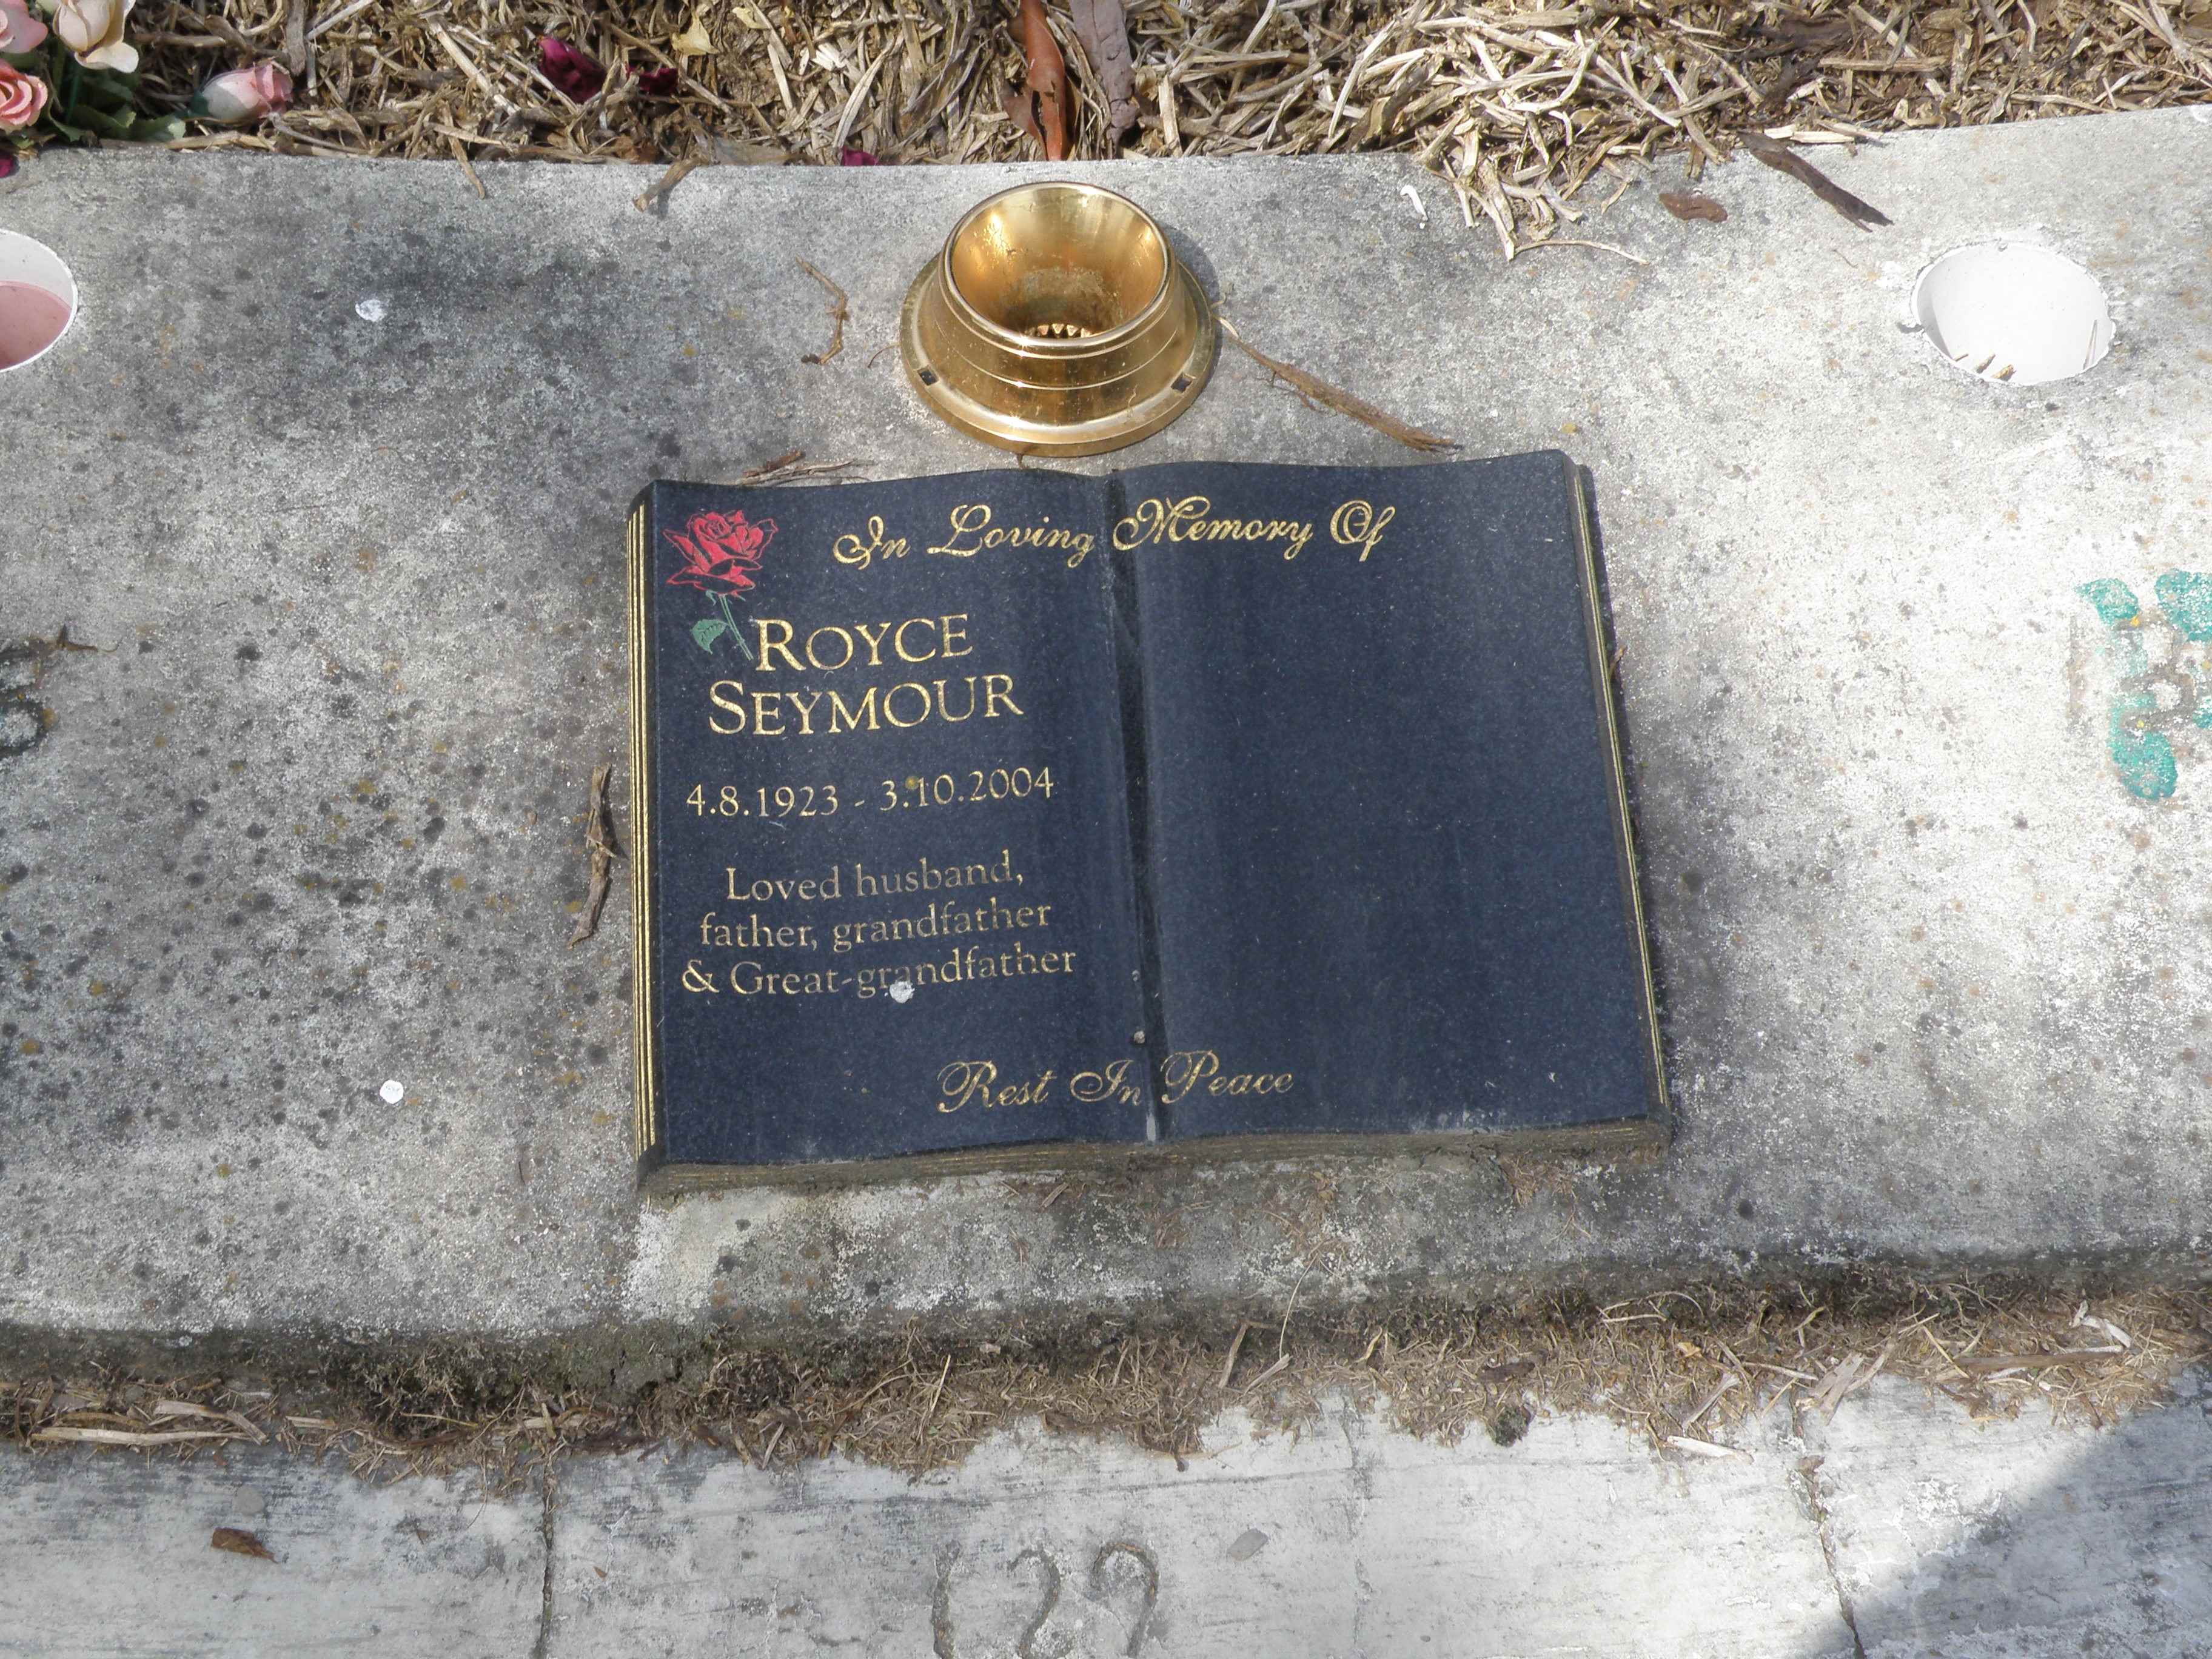 In Loving Memory Of
ROYCE
SEYMOUR
4.8.1923 - 3.10.2004
Loved husband,
father, grandfather
& Great-grandfather
Rest In Peace
127